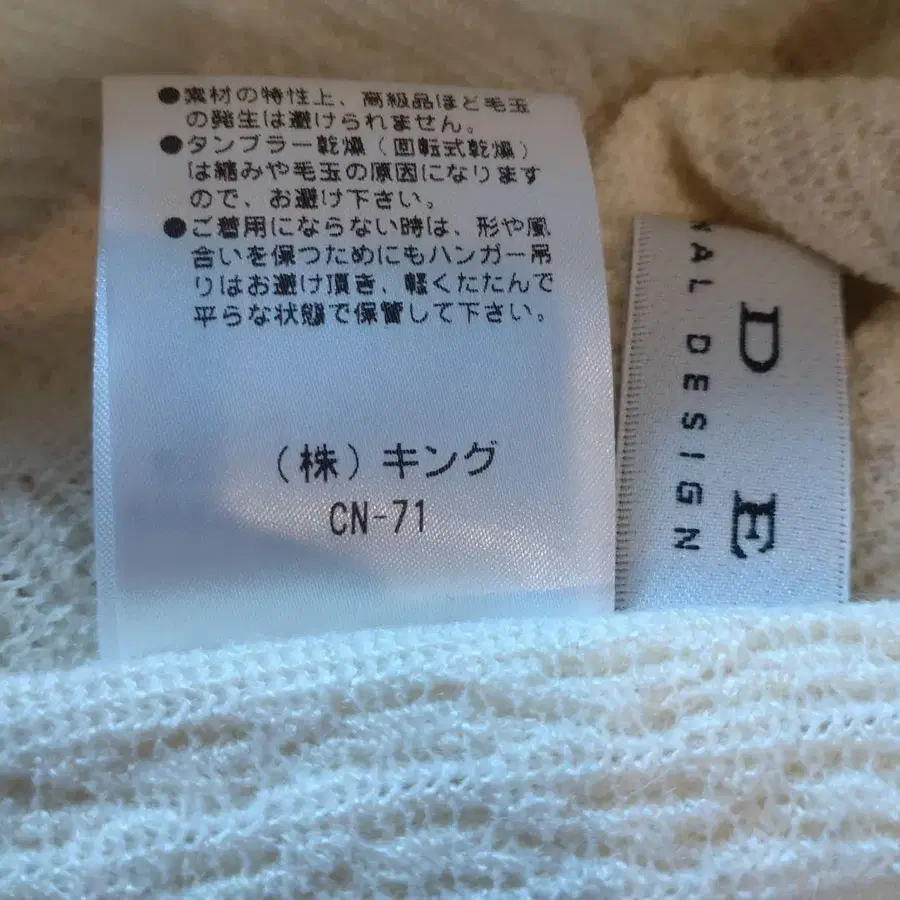 ●素材の特性上、高級品ほど毛玉
の発生は避けられません。
●タンブラー乾燥（回転式乾燥）
は縮みや毛玉の原因になります
ので、お避け下さい。
●ご着用にならない時は、形や風
合いを保つためにもハンガー吊
りはお避け頂き、軽くたたんで
平らな状態で保管して下さい。
（株）キング
CN-71
D E
NAL DESIGN